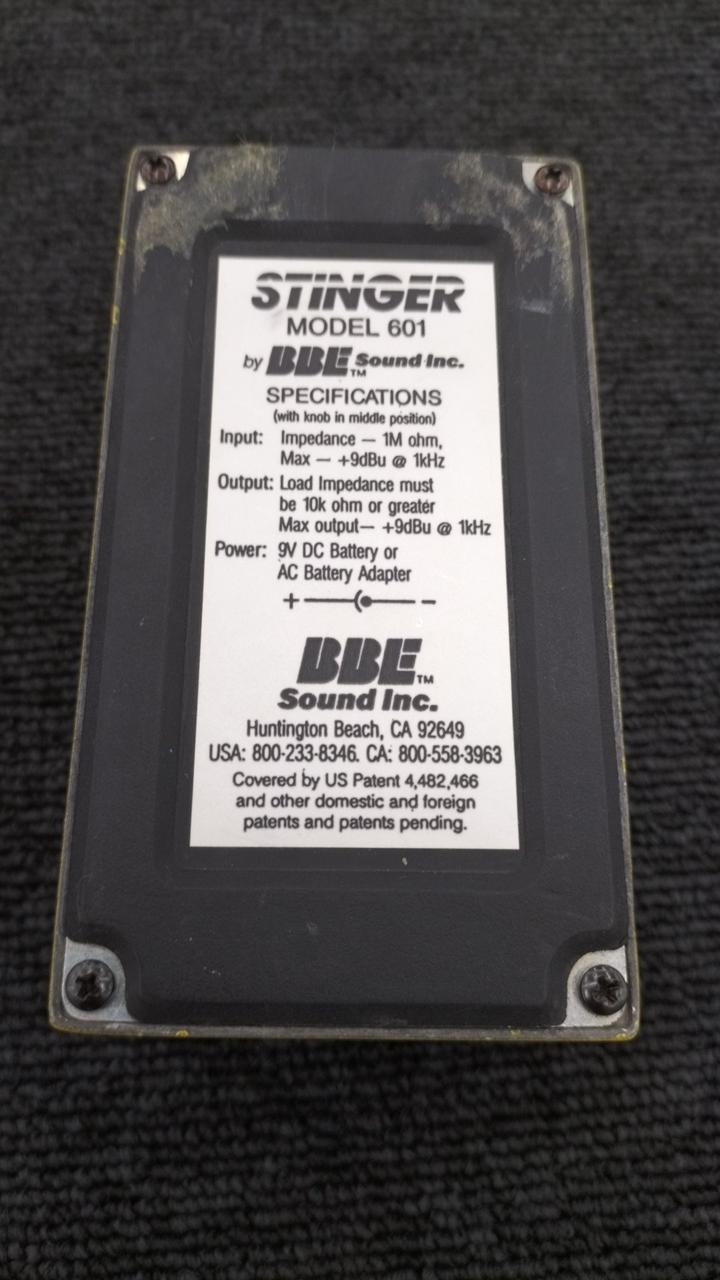 STINGER
MODEL 601
by BBE™ Sound Inc.
SPECIFICATIONS
(with knob in middle position)
Input: Impedance — 1M ohm,
Max — +9dBu @ 1kHz
Output: Load Impedance must
be 10k ohm or greater
Max output— +9dBu @ 1kHz
Power: 9V DC Battery or
AC Battery Adapter
+ −
BBE™
Sound Inc.
Huntington Beach, CA 92649
USA: 800-233-8346. CA: 800-558-3963
Covered by US Patent 4,482,466
and other domestic and foreign
patents and patents pending.